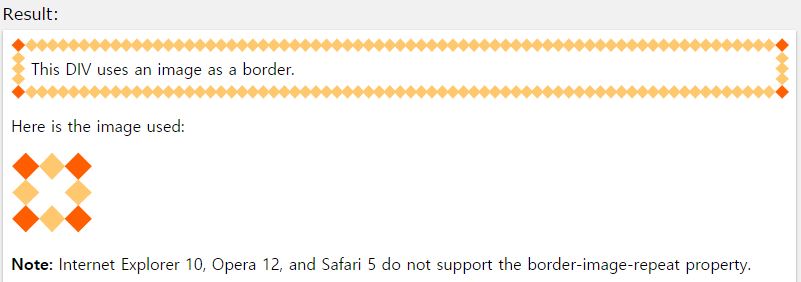 Result:
This DIV uses an image as a border.
Here is the image used:
Note: Internet Explorer 10, Opera 12, and Safari 5 do not support the border-image-repeat property.